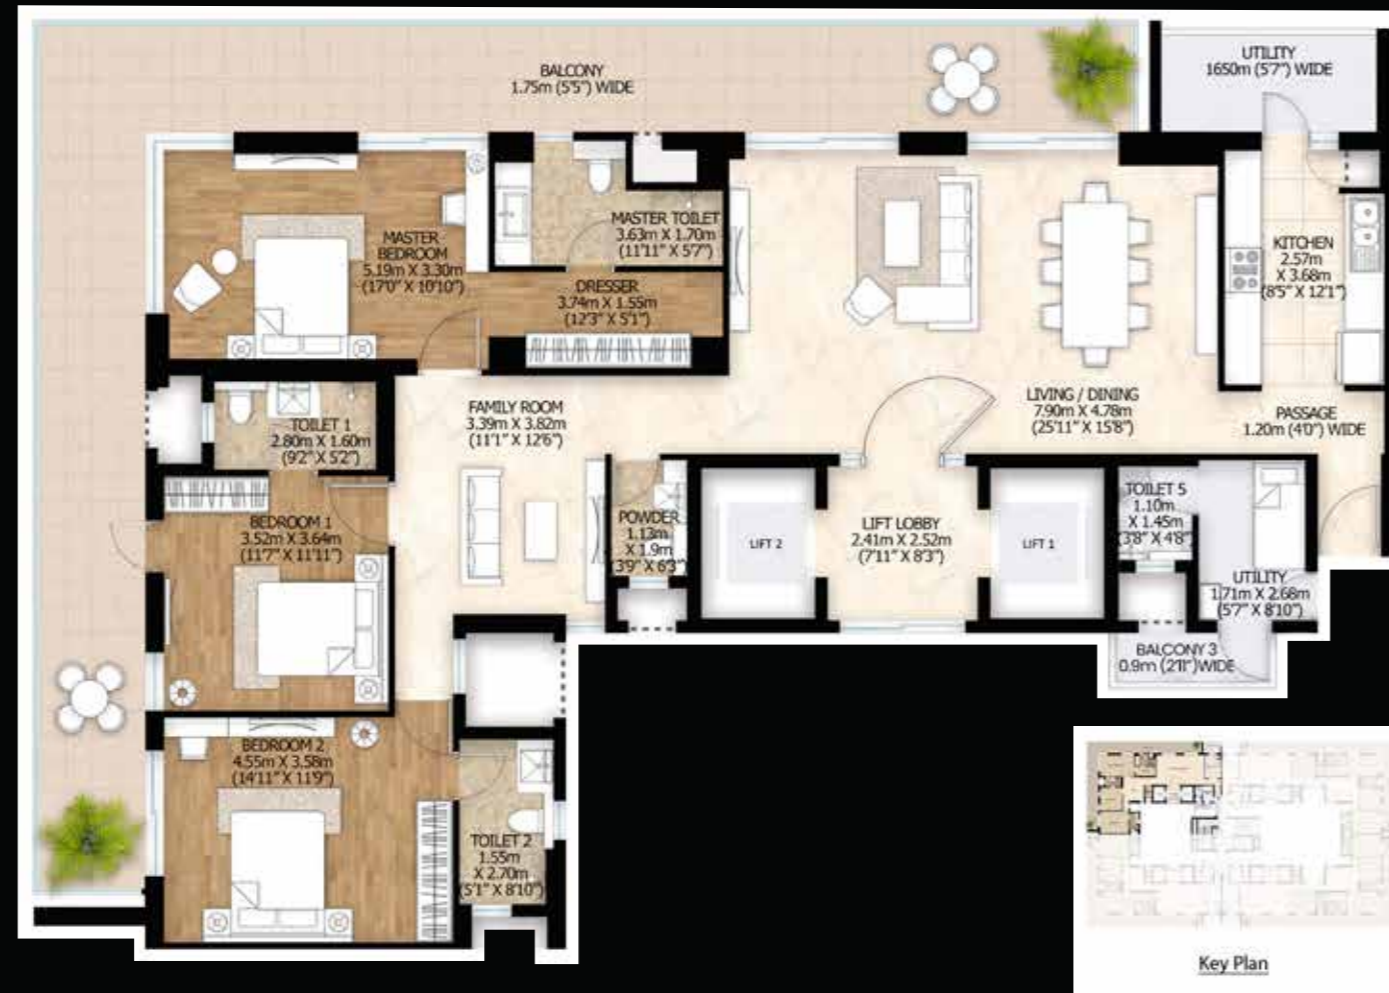 BALCONY
1.75m (5'5") WIDE
UTILITY
1650m (5'7") WIDE
MASTER
BEDROOM
5.19m X 3.30m
(17'0" X 10'10")
MASTER TOILET
3.63m X 1.70m
(11'11" X 5'7")
DRESSER
3.74m X 1.55m
(12'3" X 5'1")
KITCHEN
2.57m
X 3.68m
(8'5" X 12'1")
TOILET 1
2.80m X 1.60m
(9'2" X 5'2")
FAMILY ROOM
3.39m X 3.82m
(11'1" X 12'6")
LIVING / DINING
7.90m X 4.78m
(25'11" X 15'8")
PASSAGE
1.20m (4'0") WIDE
BEDROOM 1
3.52m X 3.64m
(11'7" X 11'11")
POWDER
1.13m
X 1.9m
(3'9" X 6'3")
LIFT 2
LIFT LOBBY
2.41m X 2.52m
(7'11" X 8'3")
LIFT 1
TOILET 5
1.10m
X 1.45m
(3'8" X 4'8")
UTILITY
1.71m X 2.68m
(5'7" X 8'10")
BALCONY 3
0.9m (2'11")WIDE
BEDROOM 2
4.55m X 3.58m
(14'11" X 11'9")
TOILET 2
1.55m
X 2.70m
(5'1" X 8'10")
Key Plan